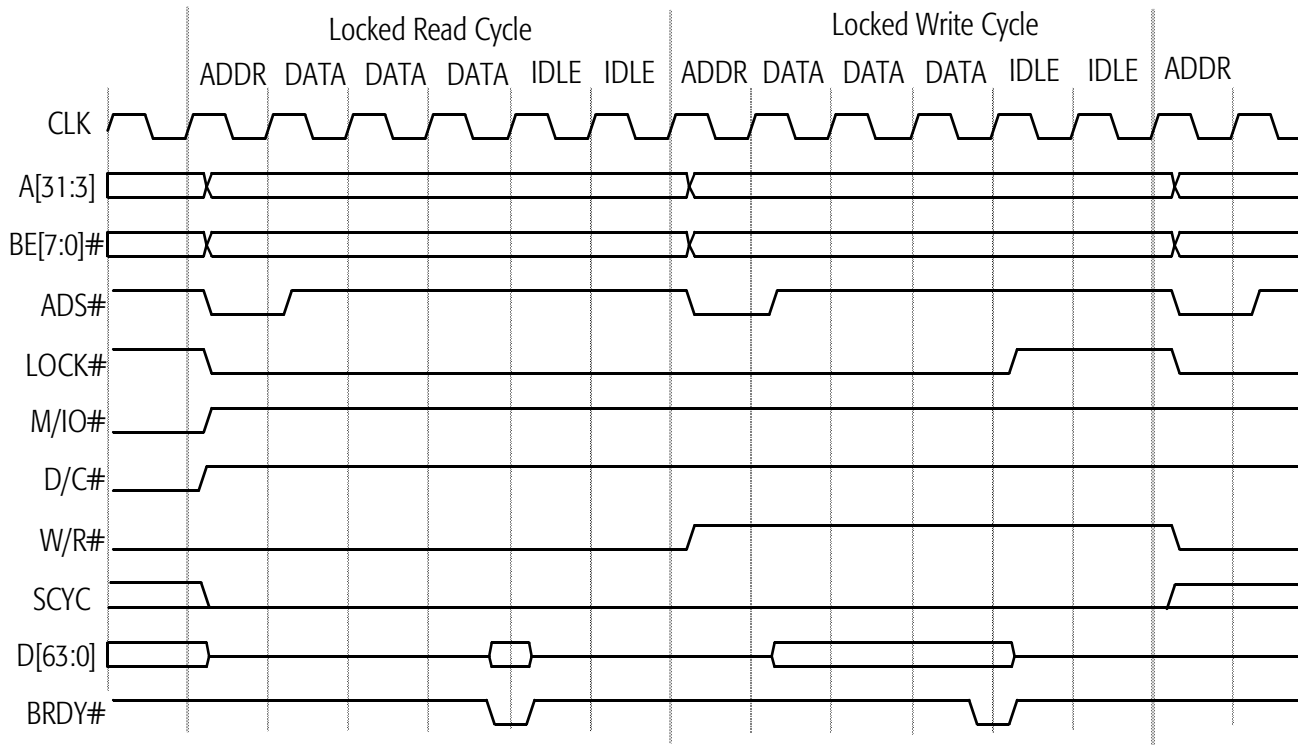 Locked Read Cycle Locked Write Cycle
ADDR DATA DATA DATA IDLE IDLE ADDR DATA DATA DATA IDLE IDLE ADDR
CLK
A[31:3]
BE[7:0]#
ADS#
LOCK#
M/IO#
D/C#
W/R#
SCYC
D[63:0]
BRDY#